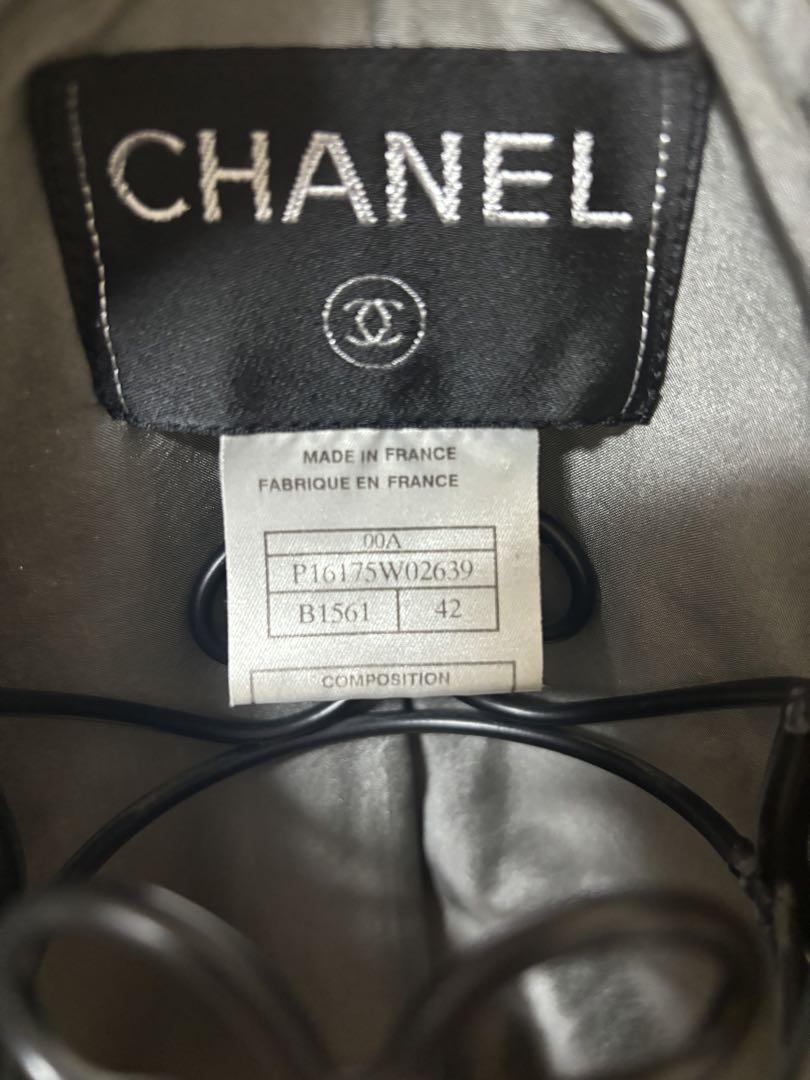 CHANEL
MADE IN FRANCE
FABRIQUE EN FRANCE
00A
P16175W02639
B1561 42
COMPOSITION